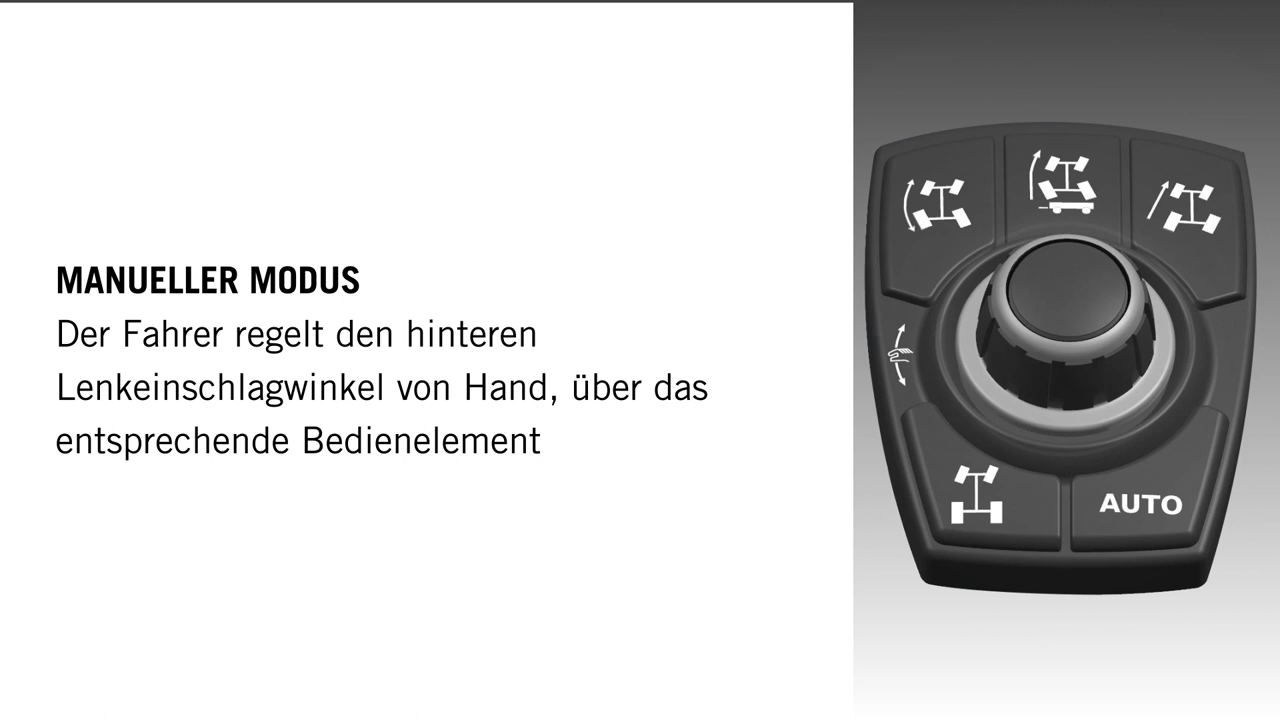 MANUELLER MODUS
Der Fahrer regelt den hinteren
Lenkeinschlagwinkel von Hand, über das
entsprechende Bedienelement
AUTO